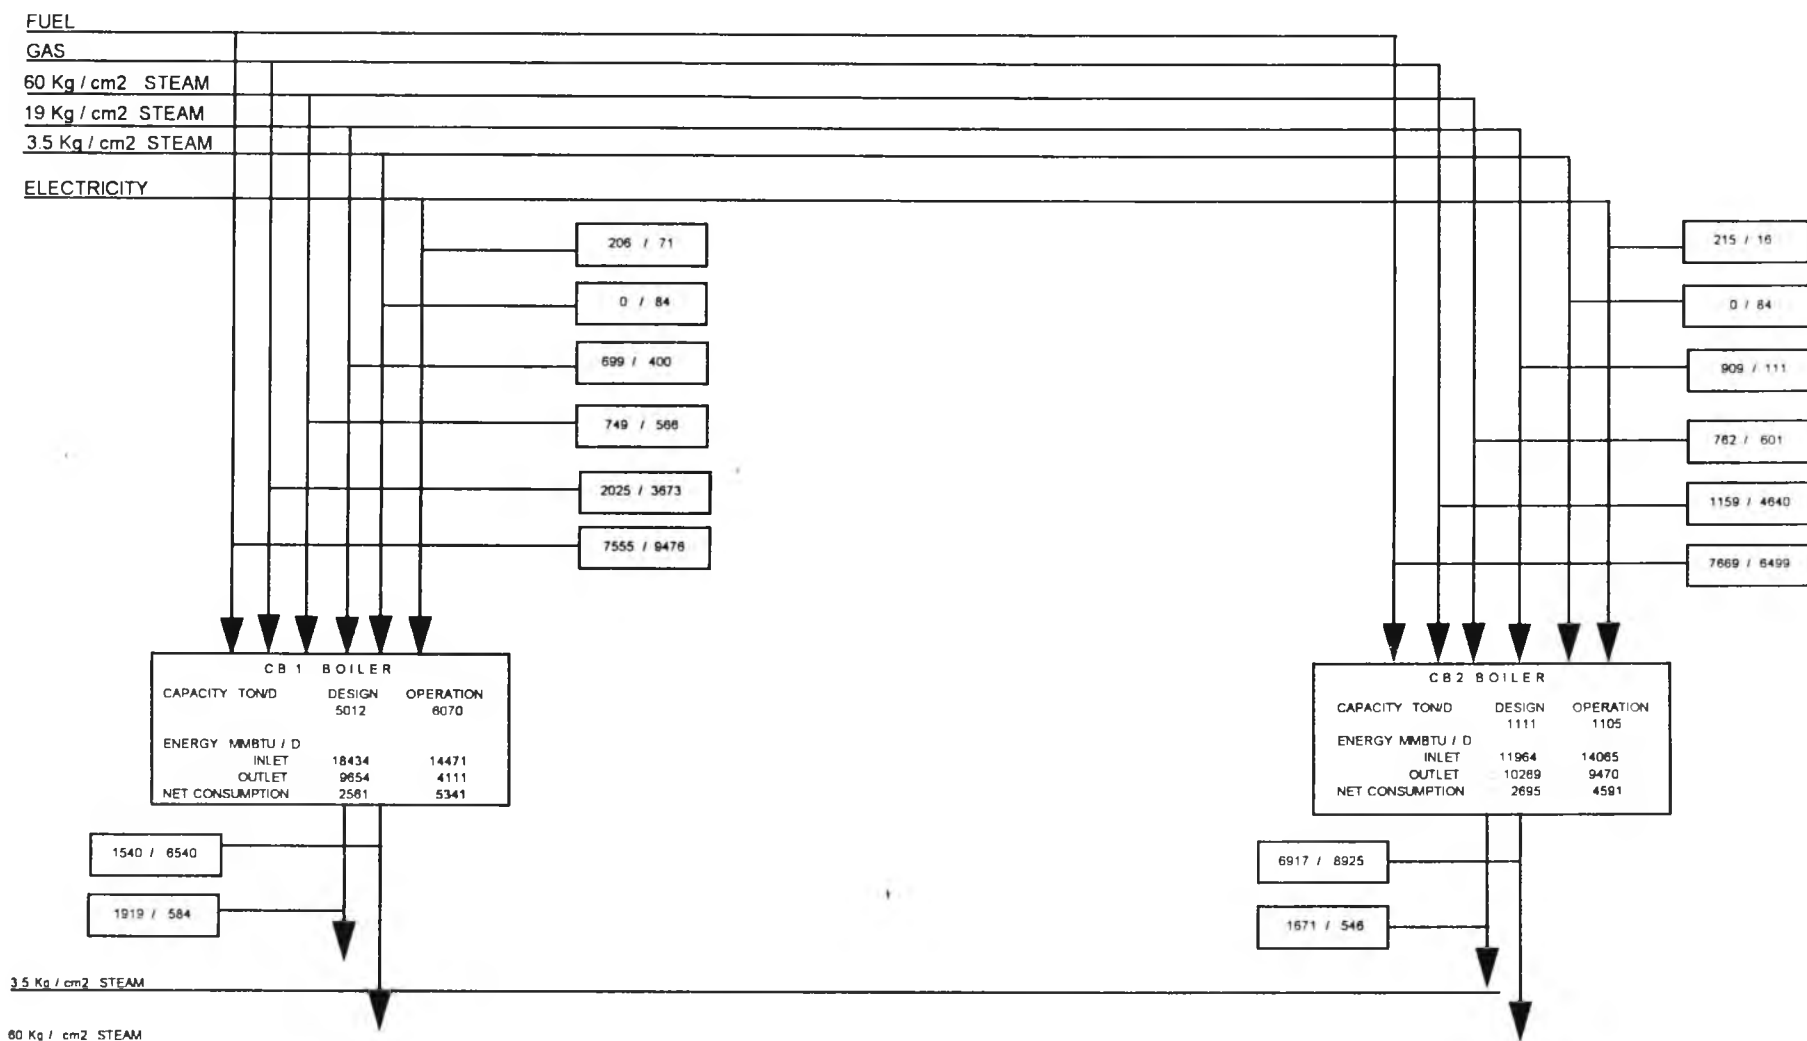 FUEL
GAS
60 Kg / cm2 STEAM
19 Kg / cm2 STEAM
3.5 Kg / cm2 STEAM
ELECTRICITY
206 / 71
0 / 84
699 / 400
749 / 566
2025 / 3673
7555 / 9476
215 / 16
0 / 84
909 / 111
762 / 601
1159 / 4640
7669 / 6499
CB 1 BOILER
CAPACITY TON/D DESIGN OPERATION
5012 6070
ENERGY MMBTU / D
INLET 18434 14471
OUTLET 9654 4111
NET CONSUMPTION 2561 5341
CB2 BOILER
CAPACITY TON/D DESIGN OPERATION
1111 1105
ENERGY MMBTU / D
INLET 11964 14065
OUTLET 10269 9470
NET CONSUMPTION 2695 4591
1540 / 6540
1919 / 584
6917 / 8925
1671 / 546
3.5 Kg / cm2 STEAM
60 Kg / cm2 STEAM